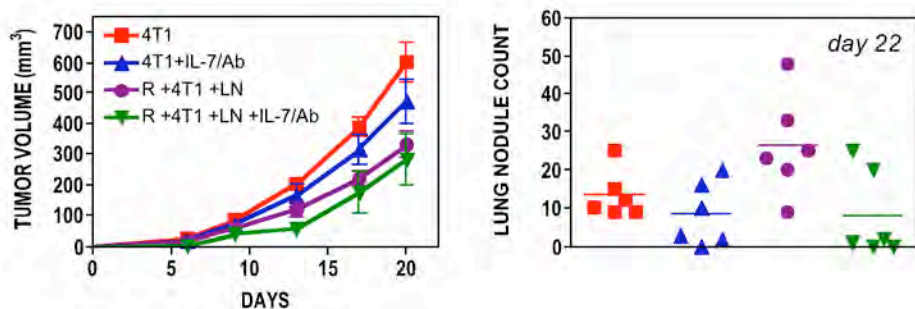 TUMOR VOLUME (mm³)
700
600
500
400
300
200
100
0
4T1
4T1+IL-7/Ab
R +4T1 +LN
R +4T1 +LN +IL-7/Ab
0
5
10
15
20
DAYS
LUNG NODULE COUNT
60
50
40
30
20
10
0
day 22